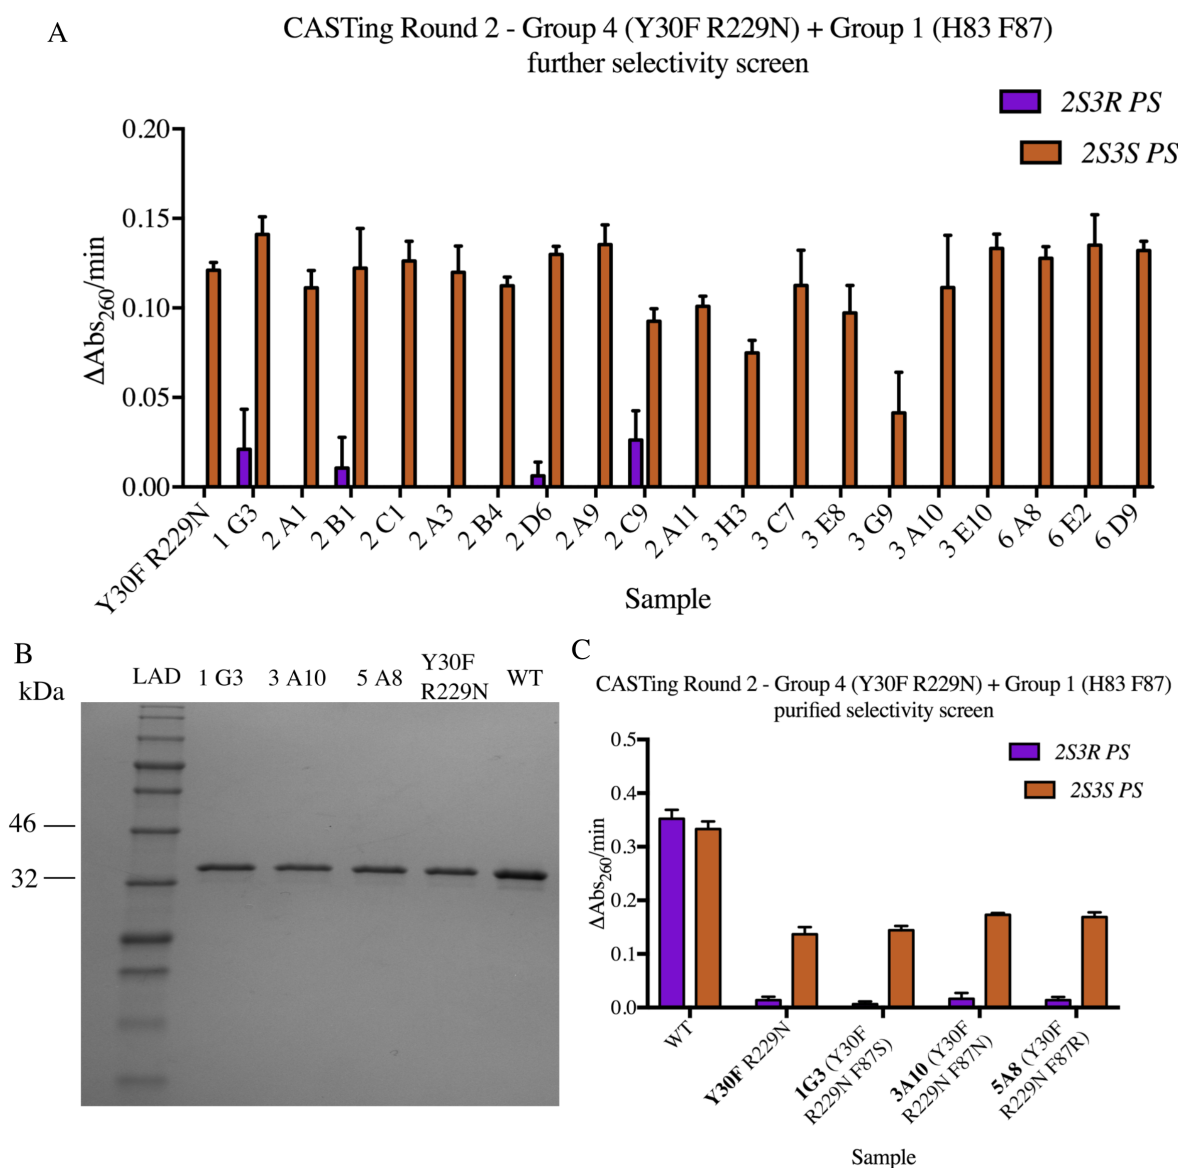 A
CASTing Round 2 - Group 4 (Y30F R229N) + Group 1 (H83 F87)
further selectivity screen
2S3R PS
2S3S PS
0.20
0.15
0.10
0.05
0.00
ΔAbs260/min
Y30F R229N
1 G3
2 A1
2 B1
2 C1
2 A3
2 B4
2 D6
2 A9
2 C9
2 A11
3 H3
3 C7
3 E8
3 G9
3 A10
3 E10
6 A8
6 E2
6 D9
Sample
B
kDa
LAD
1 G3
3 A10
5 A8
Y30F
R229N
WT
46
32
C
CASTing Round 2 - Group 4 (Y30F R229N) + Group 1 (H83 F87)
purified selectivity screen
2S3R PS
2S3S PS
0.5
0.4
0.3
0.2
0.1
0.0
ΔAbs260/min
WT
Y30F R229N
1G3 (Y30F
R229N F87S)
3A10 (Y30F
R229N F87N)
5A8 (Y30F
R229N F87R)
Sample